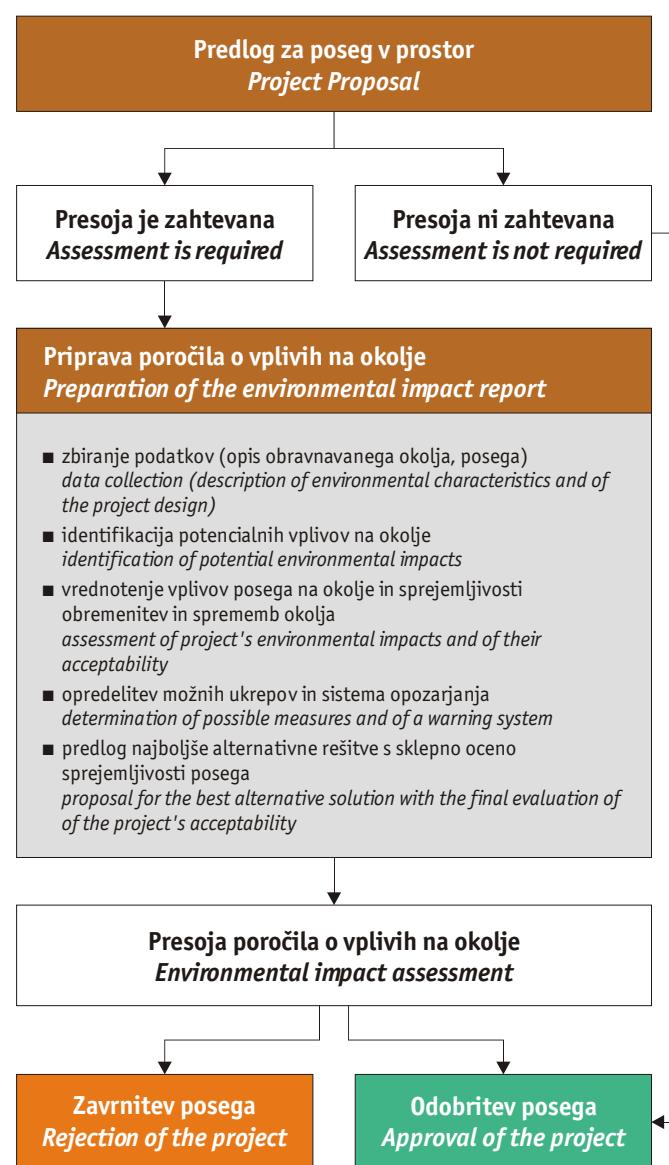 Predlog za poseg v prostor
Project Proposal
Presoja je zahtevana
Assessment is required
Presoja ni zahtevana
Assessment is not required
Priprava poročila o vplivih na okolje
Preparation of the environmental impact report
■ zbiranje podatkov (opis obravnavanega okolja, posega)
data collection (description of environmental characteristics and of
the project design)
■ identifikacija potencialnih vplivov na okolje
identification of potential environmental impacts
■ vrednotenje vplivov posega na okolje in sprejemljivosti
obremenitev in sprememb okolja
assessment of project's environmental impacts and of their
acceptability
■ opredelitev možnih ukrepov in sistema opozarjanja
determination of possible measures and of a warning system
■ predlog najboljše alternativne rešitve s sklepno oceno
sprejemljivosti posega
proposal for the best alternative solution with the final evaluation of
of the project's acceptability
Presoja poročila o vplivih na okolje
Environmental impact assessment
Zavrnitev posega
Rejection of the project
Odobritev posega
Approval of the project